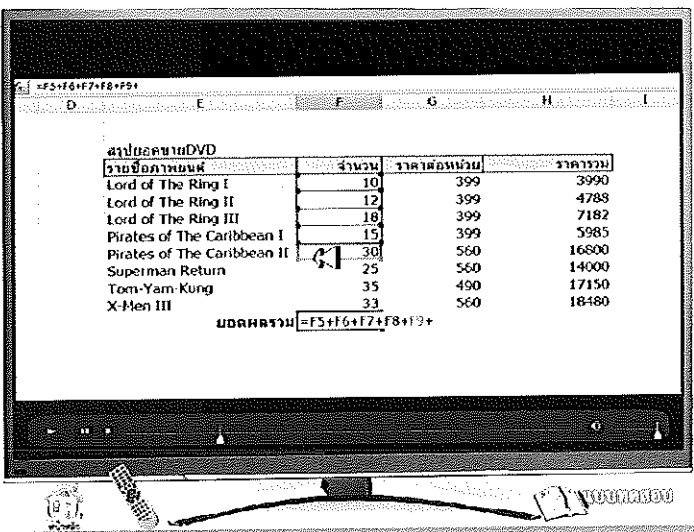 =F5+F6+F7+F8+F9+
D E F G H I
สรุปยอดขายDVD
รายชื่อภาพยนต์ จำนวน ราคาต่อหน่วย ราคารวม
Lord of The Ring I 10 399 3990
Lord of The Ring II 12 399 4788
Lord of The Ring III 18 399 7182
Pirates of The Caribbean I 15 399 5985
Pirates of The Caribbean II 30 560 16800
Superman Return 25 560 14000
Tom-Yam-Kung 35 490 17150
X-Men III 33 560 18480
ยอดผลรวม =F5+F6+F7+F8+F9+